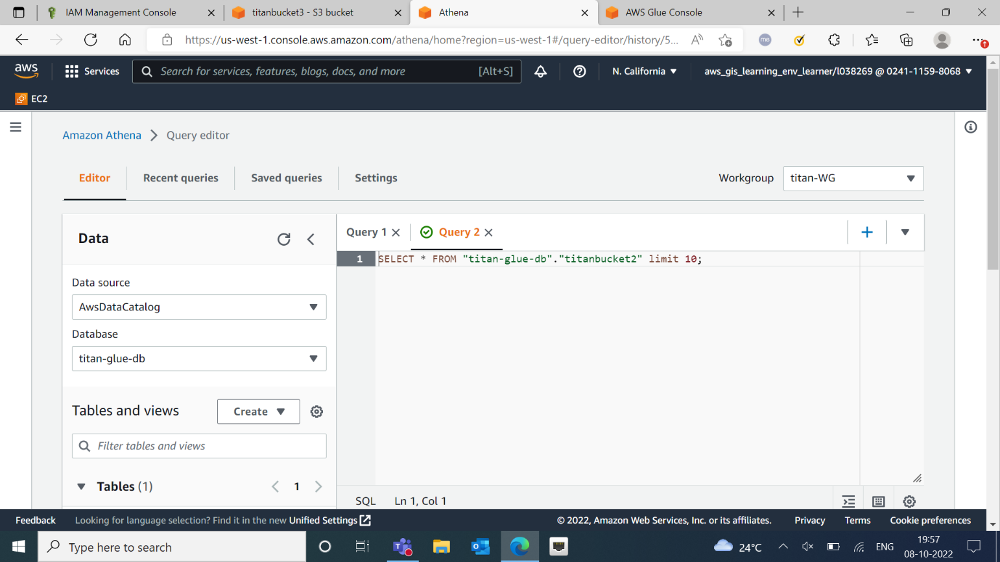 IAM Management Console
titanbucket3 - S3 bucket
Athena
AWS Glue Console
https://us-west-1.console.aws.amazon.com/athena/home?region=us-west-1#/query-editor/history/5...
me
aws
Services
Search for services, features, blogs, docs, and more
[Alt+S]
N. California
aws_gis_learning_env_learner/l038269 @ 0241-1159-8068
EC2
Amazon Athena
Query editor
Editor
Recent queries
Saved queries
Settings
Workgroup
titan-WG
Data
Query 1
Query 2
1 SELECT * FROM "titan-glue-db"."titanbucket2" limit 10;
Data source
AwsDataCatalog
Database
titan-glue-db
Tables and views
Create
Filter tables and views
Tables (1)
1
SQL
Ln 1, Col 1
Feedback
Looking for language selection? Find it in the new Unified Settings
© 2022, Amazon Web Services, Inc. or its affiliates.
Privacy
Terms
Cookie preferences
Type here to search
24°C
ENG
19:57
08-10-2022